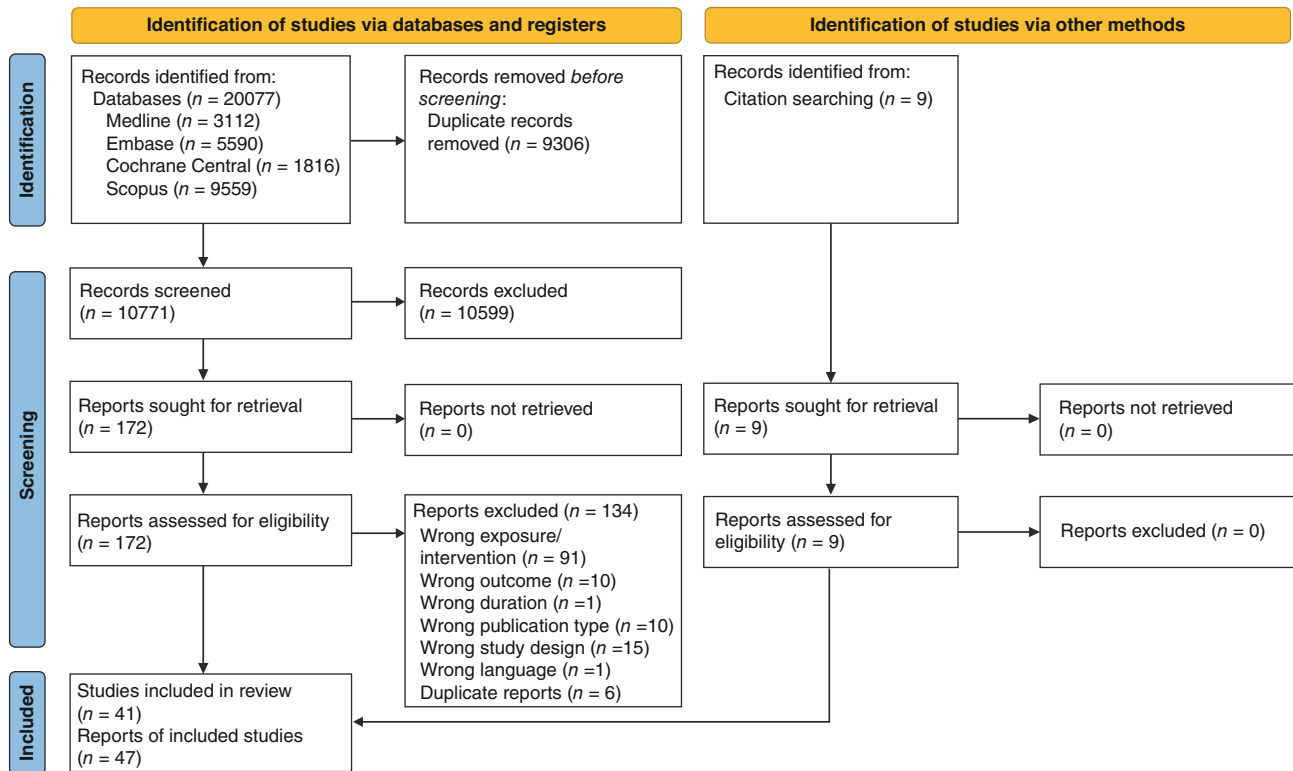 Identification of studies via databases and registers
Identification of studies via other methods
Identification
Records identified from:
Databases (n = 20077)
Medline (n = 3112)
Embase (n = 5590)
Cochrane Central (n = 1816)
Scopus (n = 9559)
Records removed before
screening:
Duplicate records
removed (n = 9306)
Records identified from:
Citation searching (n = 9)
Screening
Records screened
(n = 10771)
Records excluded
(n = 10599)
Reports sought for retrieval
(n = 172)
Reports not retrieved
(n = 0)
Reports sought for retrieval
(n = 9)
Reports not retrieved
(n = 0)
Reports assessed for eligibility
(n = 172)
Reports excluded (n = 134)
Wrong exposure/
intervention (n = 91)
Wrong outcome (n =10)
Wrong duration (n =1)
Wrong publication type (n =10)
Wrong study design (n =15)
Wrong language (n =1)
Duplicate reports (n = 6)
Reports assessed for
eligibility (n = 9)
Reports excluded (n = 0)
Included
Studies included in review
(n = 41)
Reports of included studies
(n = 47)